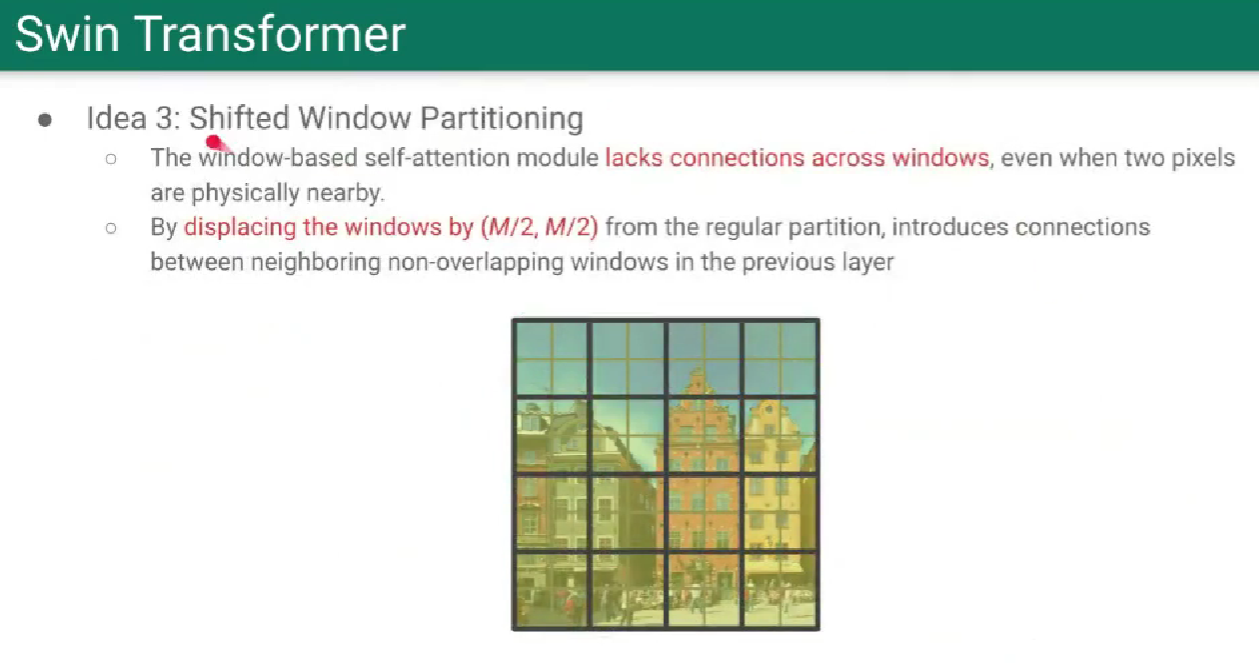 Swin Transformer
● Idea 3: Shifted Window Partitioning
○ The window-based self-attention module lacks connections across windows, even when two pixels
are physically nearby.
○ By displacing the windows by (M/2, M/2) from the regular partition, introduces connections
between neighboring non-overlapping windows in the previous layer